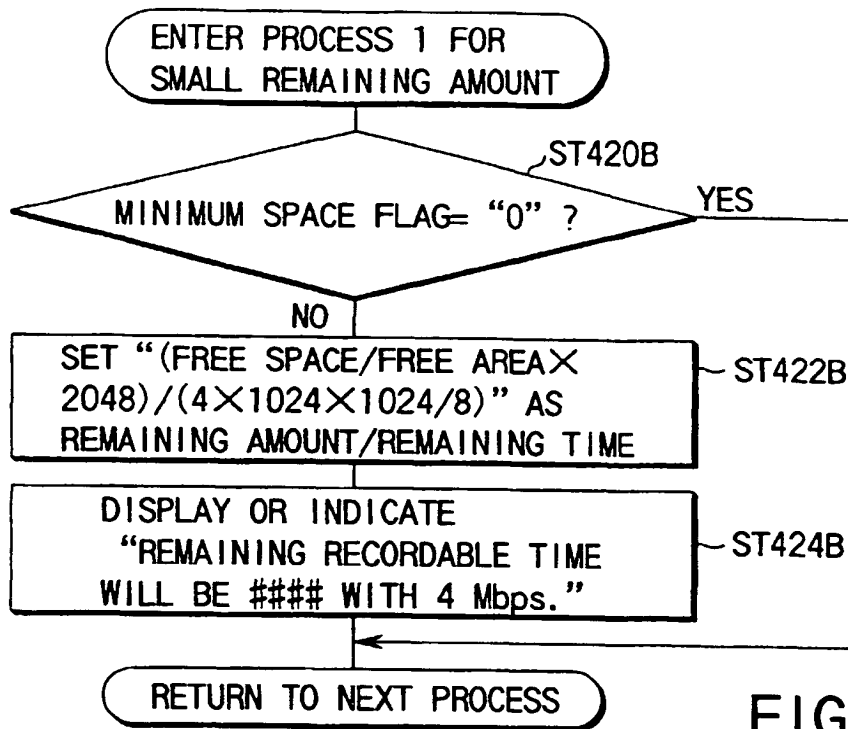 ENTER PROCESS 1 FOR
SMALL REMAINING AMOUNT
ST420B
MINIMUM SPACE FLAG= “0” ?
YES
NO
SET “(FREE SPACE/FREE AREA×
2048)/(4×1024×1024/8)” AS
REMAINING AMOUNT/REMAINING TIME
ST422B
DISPLAY OR INDICATE
“REMAINING RECORDABLE TIME
WILL BE #### WITH 4 Mbps.”
ST424B
RETURN TO NEXT PROCESS
FIG